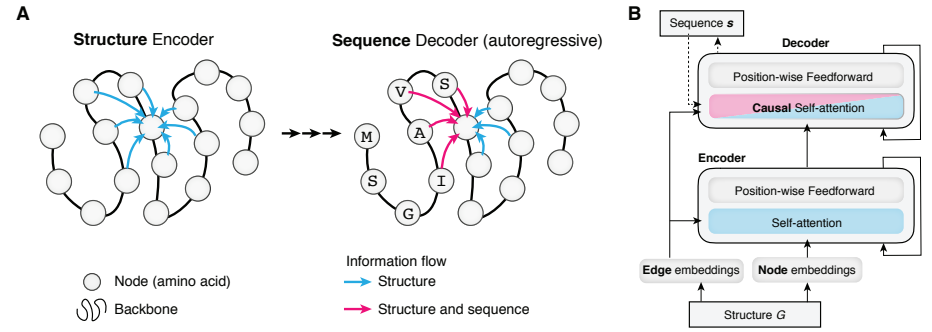 A
Structure Encoder
Sequence Decoder (autoregressive)
V
S
M
A
S
I
G
Node (amino acid)
Backbone
Information flow
Structure
Structure and sequence
B
Sequence s
Decoder
Position-wise Feedforward
Causal Self-attention
Encoder
Position-wise Feedforward
Self-attention
Edge embeddings
Node embeddings
Structure G